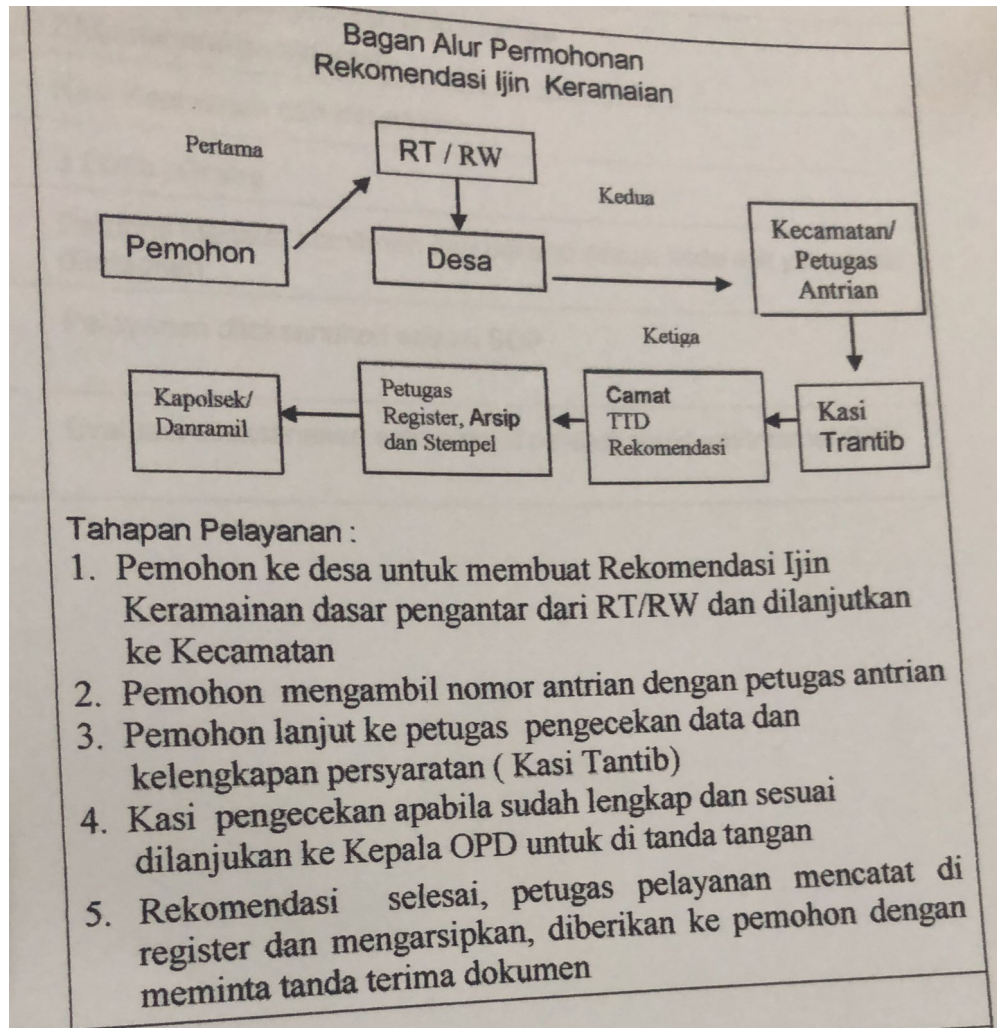 Bagan Alur Permohonan
Rekomendasi Ijin Keramaian
Pertama
RT / RW
Kedua
Pemohon
Desa
Kecamatan/
Petugas
Antrian
Ketiga
Kapolsek/
Danramil
Petugas
Register, Arsip
dan Stempel
Camat
TTD
Rekomendasi
Kasi
Trantib
Tahapan Pelayanan :
1. Pemohon ke desa untuk membuat Rekomendasi Ijin
Keramainan dasar pengantar dari RT/RW dan dilanjutkan
ke Kecamatan
2. Pemohon mengambil nomor antrian dengan petugas antrian
3. Pemohon lanjut ke petugas pengecekan data dan
kelengkapan persyaratan ( Kasi Tantib)
4. Kasi pengecekan apabila sudah lengkap dan sesuai
dilanjukan ke Kepala OPD untuk di tanda tangan
5. Rekomendasi selesai, petugas pelayanan mencatat di
register dan mengarsipkan, diberikan ke pemohon dengan
meminta tanda terima dokumen